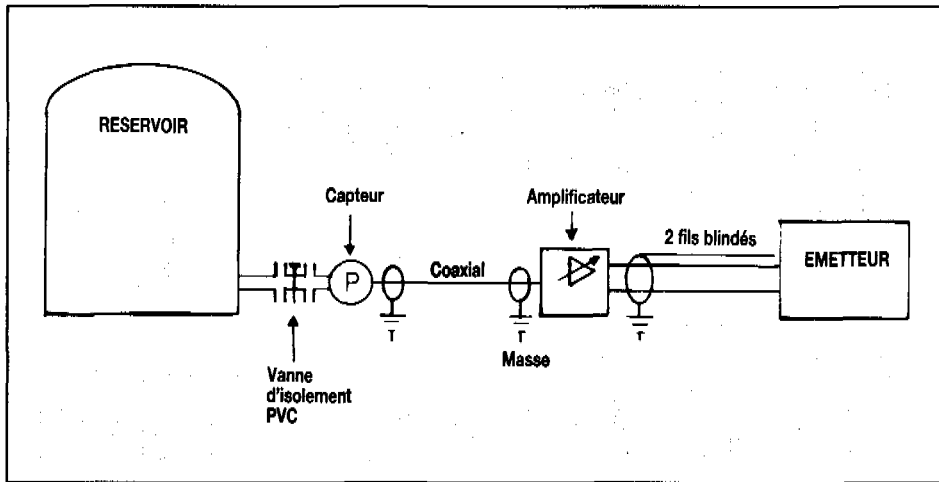 RESERVOIR
Capteur
P
Vanne
d'isolement
PVC
Coaxial
Masse
Amplificateur
2 fils blindés
EMETTEUR